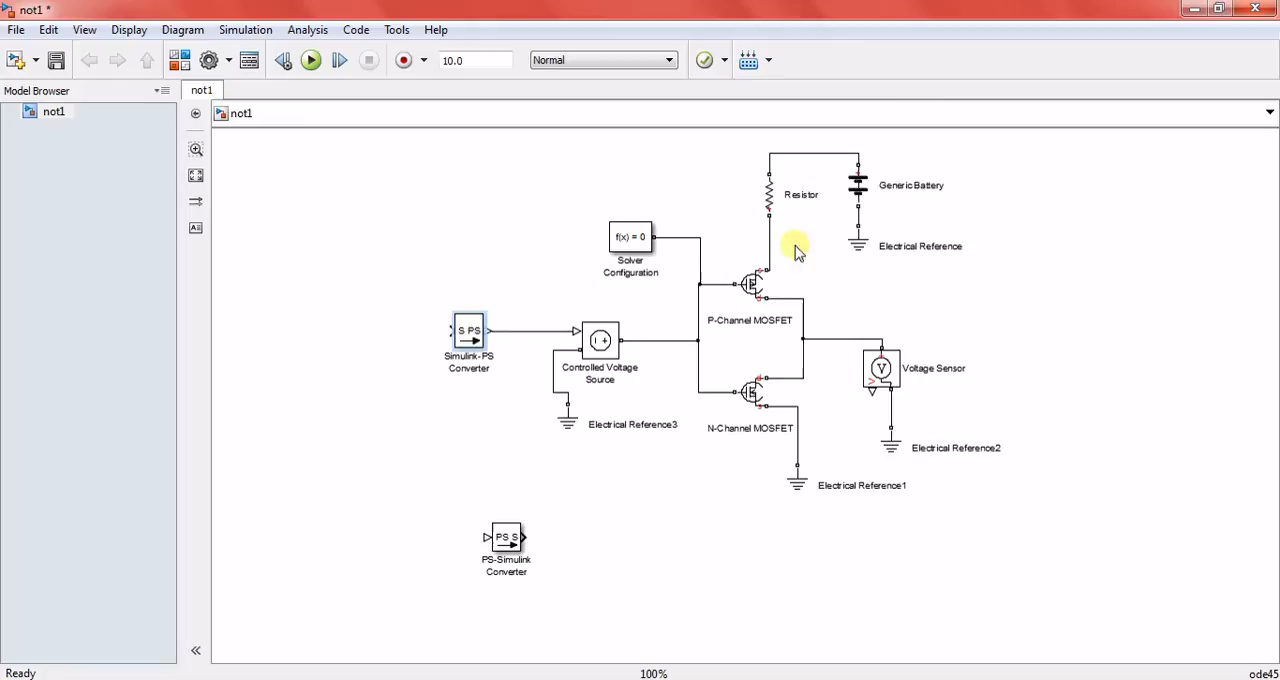 not1 *
File Edit View Display Diagram Simulation Analysis Code Tools Help
10.0 Normal
Model Browser not1
not1 not1
Resistor Generic Battery
f(x) = 0
Solver
Configuration
Electrical Reference
P-Channel MOSFET
S PS
Simulink-PS
Converter
Controlled Voltage
Source
V Voltage Sensor
Electrical Reference3
N-Channel MOSFET
Electrical Reference2
Electrical Reference1
PS S
PS-Simulink
Converter
Ready 100% ode45